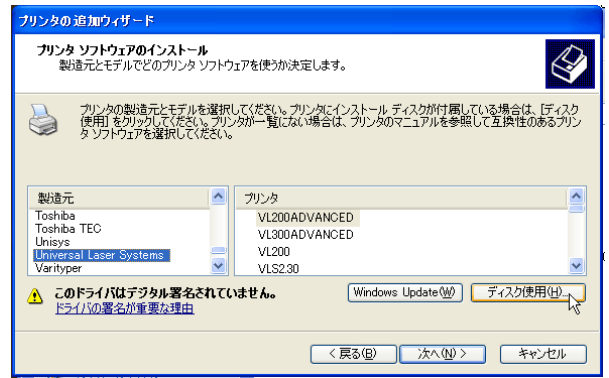 プリンタの追加ウィザード
プリンタ ソフトウェアのインストール
製造元とモデルでどのプリンタ ソフトウェアを使うか決定します。
プリンタの製造元とモデルを選択してください。プリンタにインストール ディスクが付属している場合は、[ディスク
使用] をクリックしてください。プリンタが一覧にない場合は、プリンタのマニュアルを参照して互換性のあるプリン
タ ソフトウェアを選択してください。
製造元
Toshiba
Toshiba TEC
Unisys
Universal Laser Systems
Varityper
プリンタ
VL200ADVANCED
VL300ADVANCED
VL200
VLS2.30
このドライバはデジタル署名されていません。
ドライバの署名が重要な理由
Windows Update(W)
ディスク使用(H)...
< 戻る(B)
次へ(N) >
キャンセル